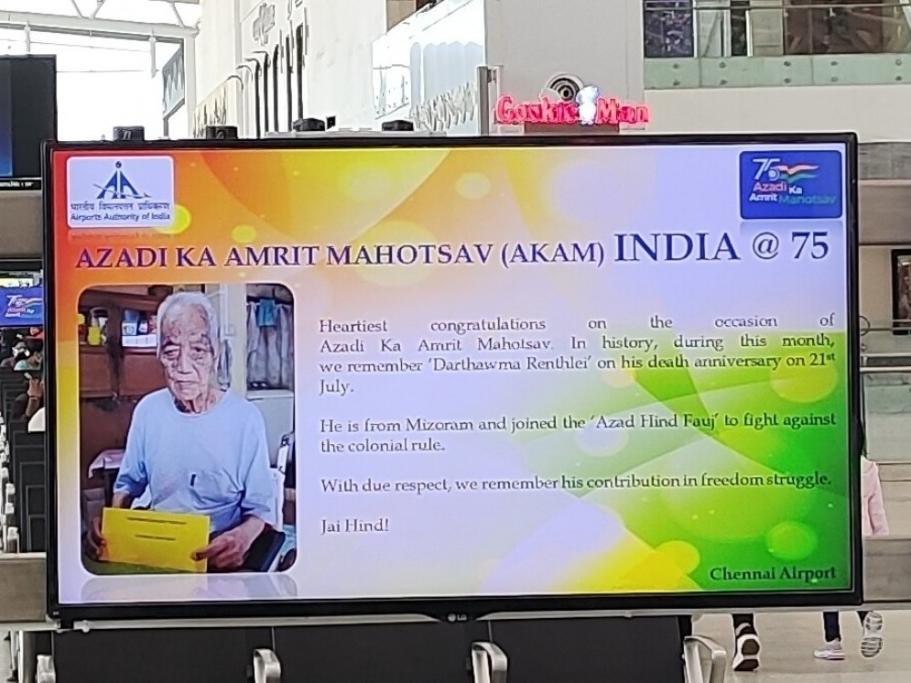 Cookie Man
75
Azadi Ka
Amrit Mahotsav
भारतीय विमानपत्तन प्राधिकरण
Airports Authority of India
AZADI KA AMRIT MAHOTSAV (AKAM) INDIA @ 75
Heartiest congratulations on the occasion of
Azadi Ka Amrit Mahotsav. In history, during this month,
we remember 'Darthawma Renthlei' on his death anniversary on 21st
July.
He is from Mizoram and joined the 'Azad Hind Fauj' to fight against
the colonial rule.
With due respect, we remember his contribution in freedom struggle.
Jai Hind!
Chennai Airport
LG